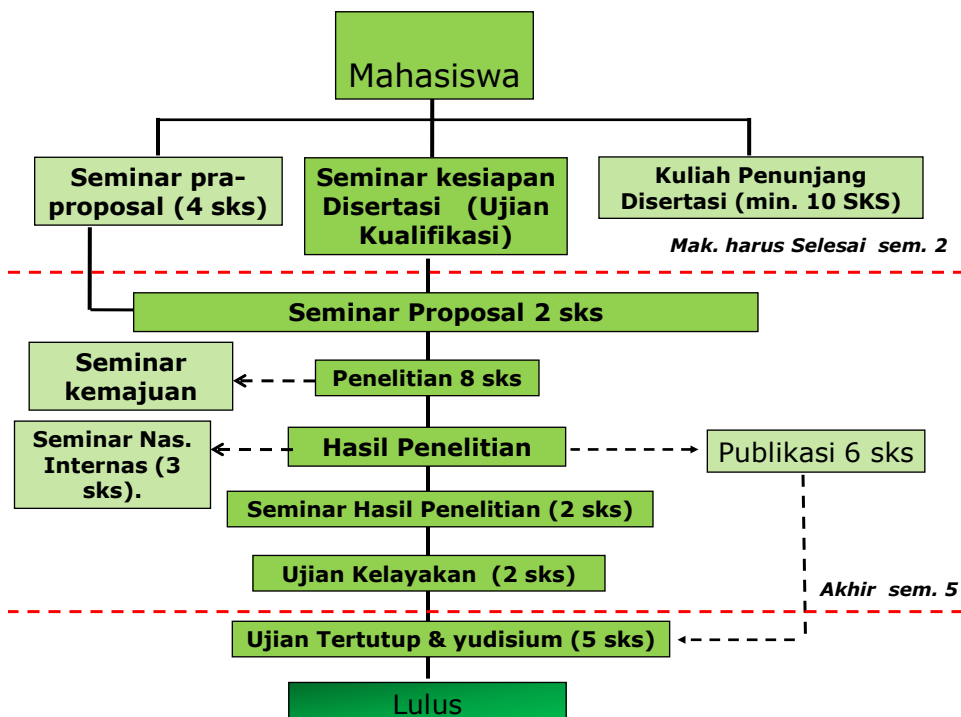 Mahasiswa
Seminar pra-
proposal (4 sks)
Seminar kesiapan
Disertasi (Ujian
Kualifikasi)
Kuliah Penunjang
Disertasi (min. 10 SKS)
Mak. harus Selesai sem. 2
Seminar Proposal 2 sks
Seminar
kemajuan
Penelitian 8 sks
Seminar Nas.
Internas (3
sks).
Hasil Penelitian
Publikasi 6 sks
Seminar Hasil Penelitian (2 sks)
Ujian Kelayakan (2 sks)
Akhir sem. 5
Ujian Tertutup & yudisium (5 sks)
Lulus